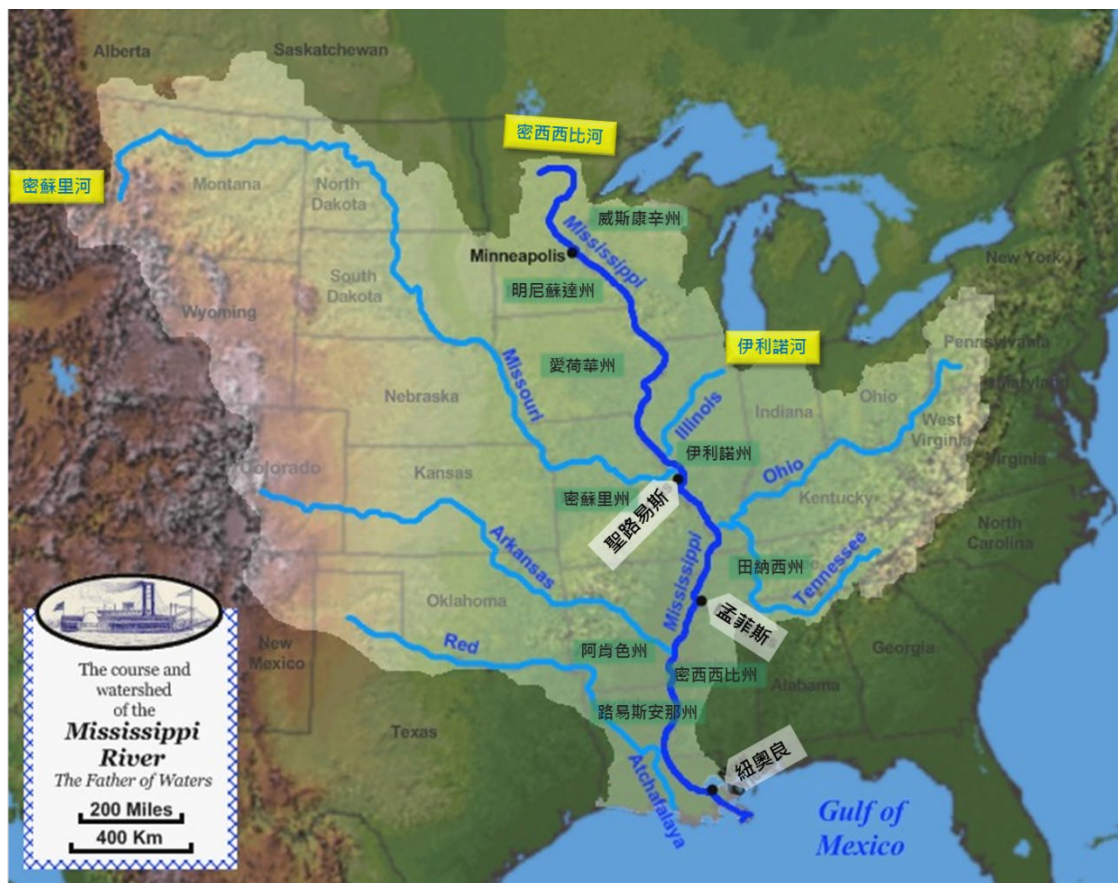 Alberta
Saskatchewan
密西西比河
密蘇里河
Montana
North
Dakota
威斯康辛州
Mississippi
Minneapolis
New York
South
Dakota
明尼蘇達州
Wyoming
伊利諾河
Pennsylvania
Missouri
愛荷華州
Maryland
Nebraska
Illinois
Indiana
Ohio
West
Virginia
伊利諾州
Virginia
Colorado
Kansas
Ohio
密蘇里州
Kentucky
聖路易斯
North
Carolina
Arkansas
Mississippi
田納西州
Tennessee
Oklahoma
孟菲斯
Red
New
Mexico
阿肯色州
Georgia
密西西比州
Alabama
路易斯安那州
Texas
紐奧良
Atchafalaya
Gulf of
Mexico
The course and
watershed
of the
Mississippi
River
The Father of Waters
200 Miles
400 Km